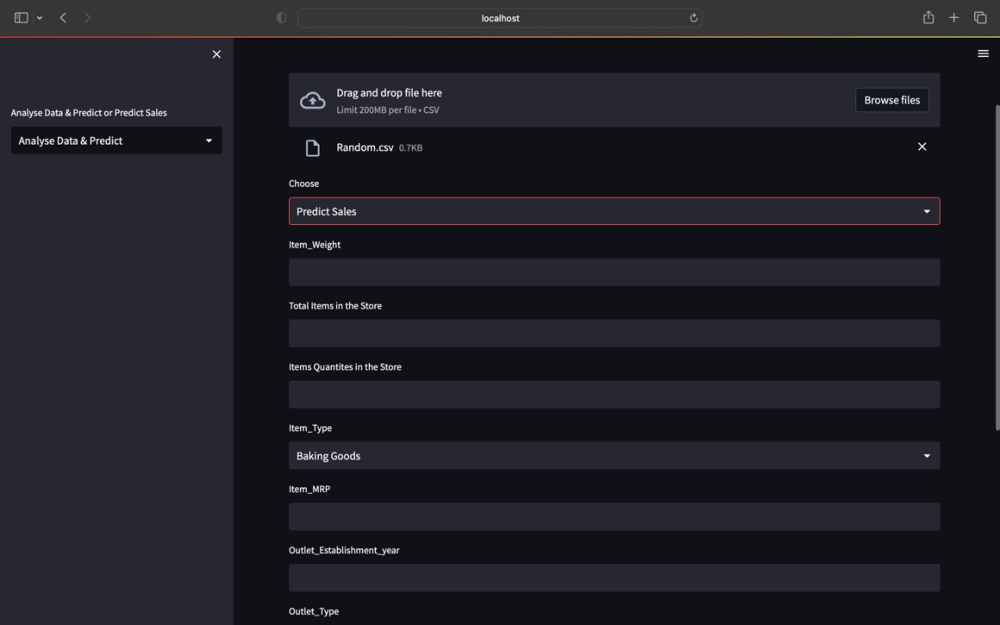 localhost
Analyse Data & Predict or Predict Sales
Analyse Data & Predict
Drag and drop file here
Limit 200MB per file • CSV
Browse files
Random.csv 0.7KB
Choose
Predict Sales
Item_Weight
Total Items in the Store
Items Quantites in the Store
Item_Type
Baking Goods
Item_MRP
Outlet_Establishment_year
Outlet_Type